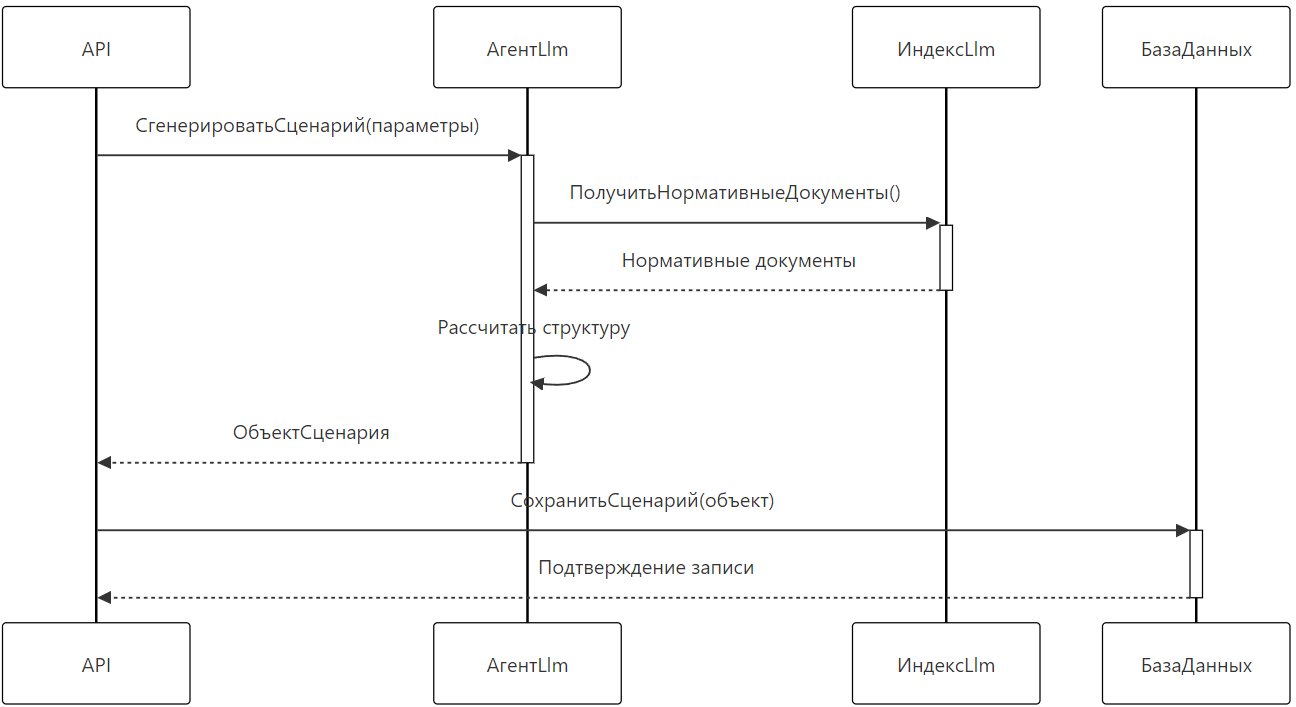 API
АгентLlm
ИндексLlm
БазаДанных
СгенерироватьСценарий(параметры)
ПолучитьНормативныеДокументы()
Нормативные документы
Рассчитать структуру
ОбъектСценария
СохранитьСценарий(объект)
Подтверждение записи
API
АгентLlm
ИндексLlm
БазаДанных